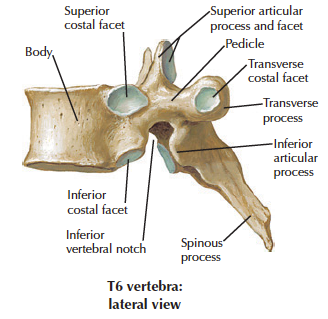 Superior
costal facet
Superior articular
process and facet
Pedicle
Body
Transverse
costal facet
Transverse
process
Inferior
articular
process
Inferior
costal facet
Inferior
vertebral notch
Spinous
process
T6 vertebra:
lateral view